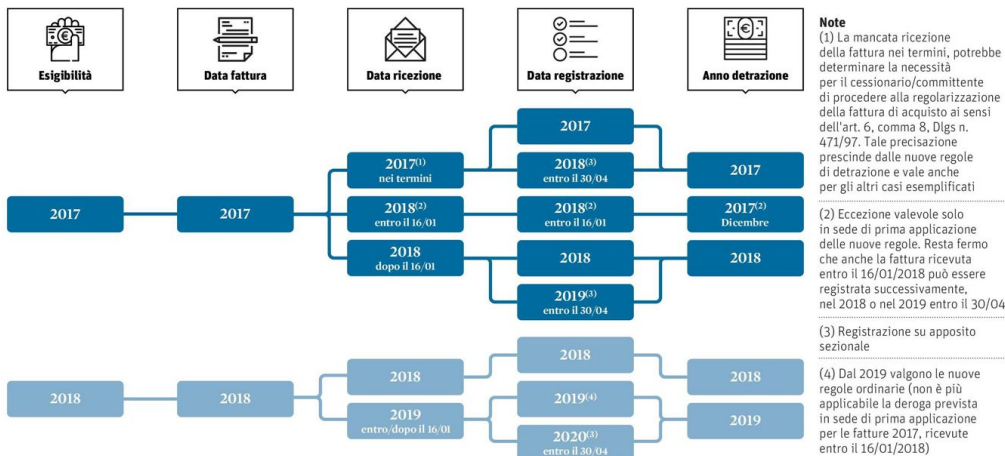 Esigibilità
Data fattura
Data ricezione
Data registrazione
Anno detrazione
2017
2017
2017(1)
nei termini
2018(2)
entro il 16/01
2018
dopo il 16/01
2017
2018(3)
entro il 30/04
2018(2)
entro il 16/01
2018
2019(3)
entro il 30/04
2017
2017(2)
Dicembre
2018
2018
2018
2018
2019
entro/dopo il 16/01
2018
2019(4)
2020(3)
entro il 30/04
2018
2019
Note
(1) La mancata ricezione
della fattura nei termini, potrebbe
determinare la necessità
per il cessionario/committente
di procedere alla regolarizzazione
della fattura di acquisto ai sensi
dell'art. 6, comma 8, Dlgs n.
471/97. Tale precisazione
prescinde dalle nuove regole
di detrazione e vale anche
per gli altri casi esemplificati
(2) Eccezione valevole solo
in sede di prima applicazione
delle nuove regole. Resta fermo
che anche la fattura ricevuta
entro il 16/01/2018 può essere
registrata successivamente,
nel 2018 o nel 2019 entro il 30/04
(3) Registrazione su apposito
sezionale
(4) Dal 2019 valgono le nuove
regole ordinarie (non è più
applicabile la deroga prevista
in sede di prima applicazione
per le fatture 2017, ricevute
entro il 16/01/2018)